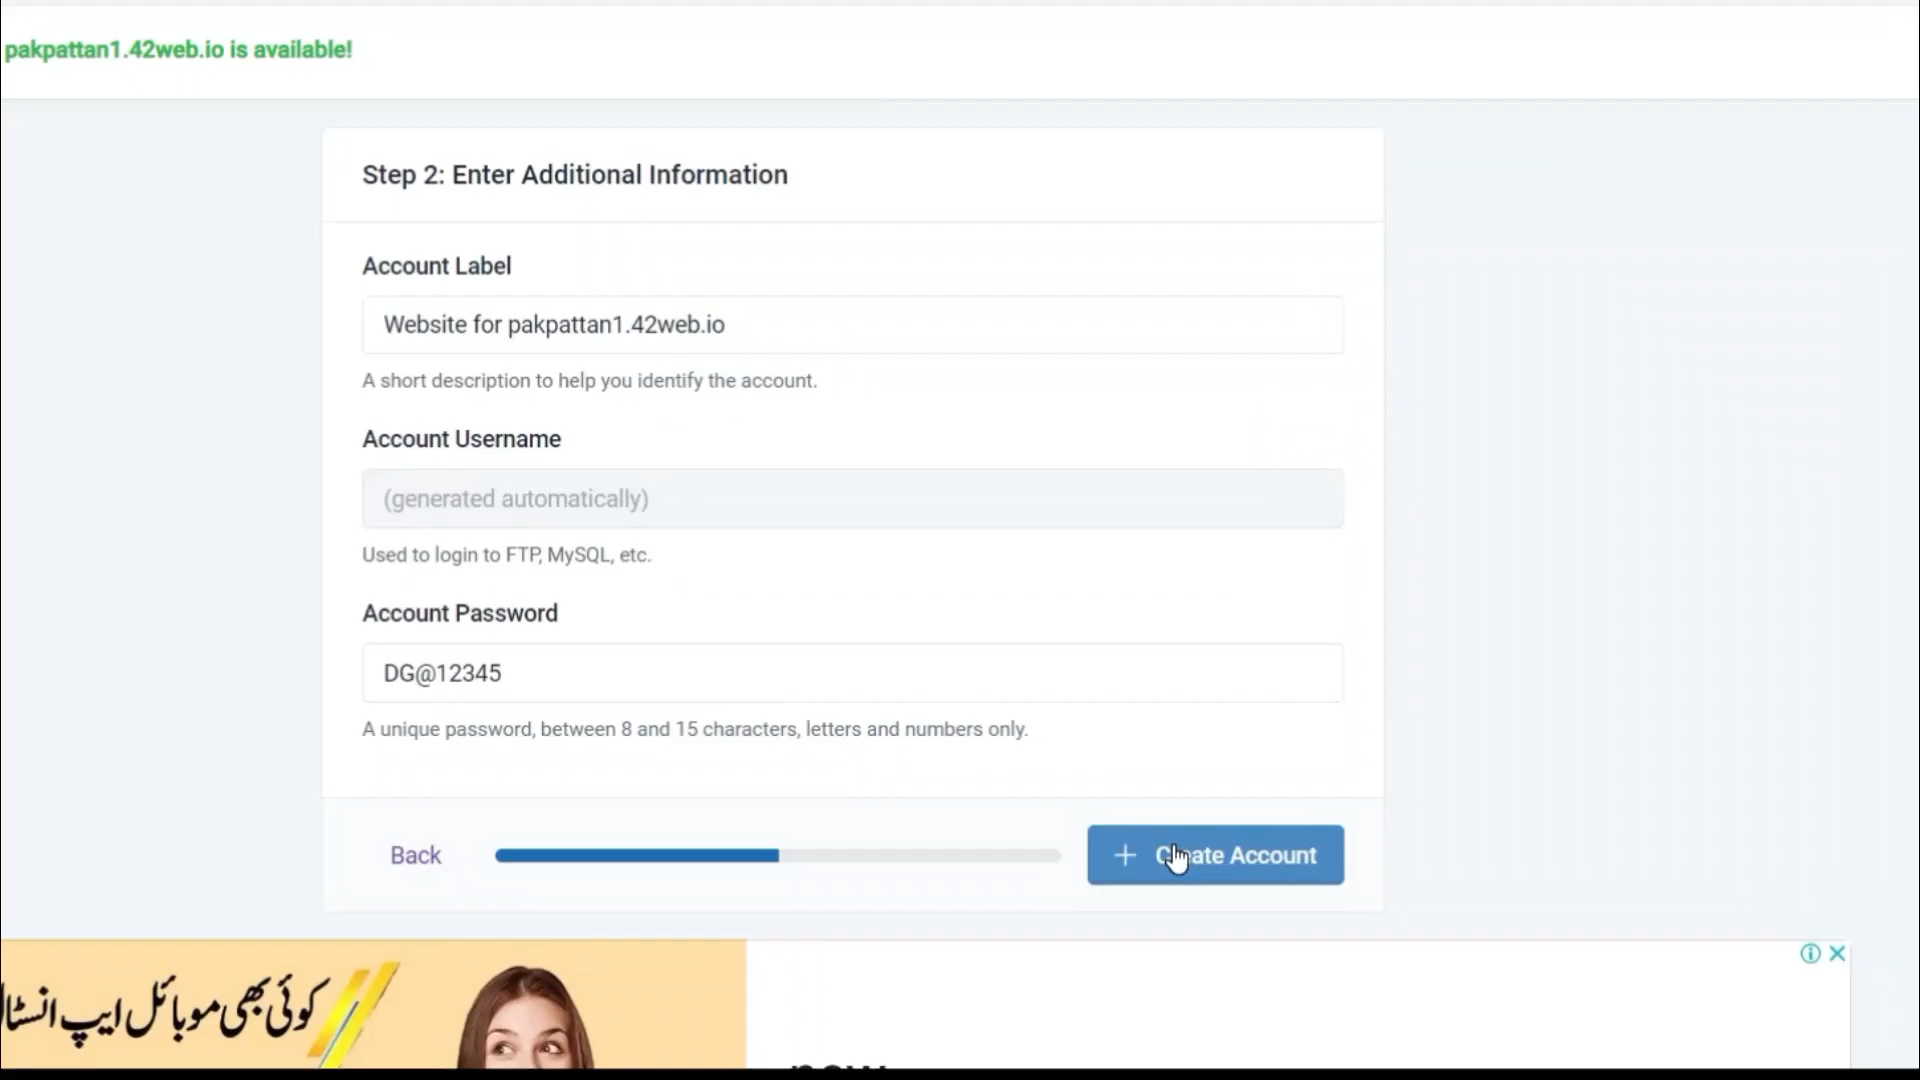 pakpattan1.42web.io is available!
Step 2: Enter Additional Information
Account Label
Website for pakpattan1.42web.io
A short description to help you identify the account.
Account Username
(generated automatically)
Used to login to FTP, MySQL, etc.
Account Password
DG@12345
A unique password, between 8 and 15 characters, letters and numbers only.
Back
+ Create Account
کوئی بھی موبائل ایپ